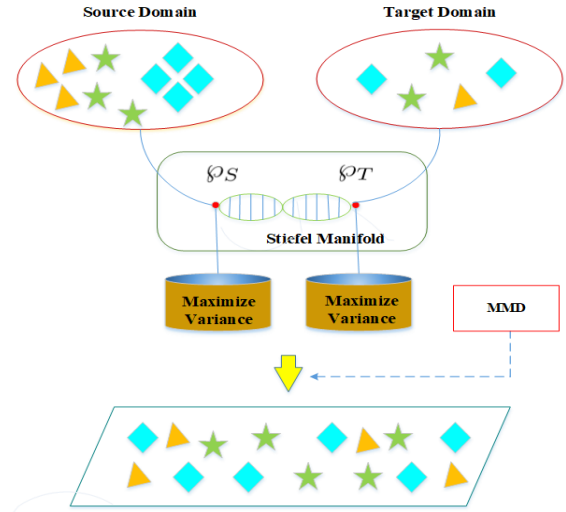 Source Domain
Target Domain
℘S
℘T
Stiefel Manifold
Maximize
Variance
Maximize
Variance
MMD